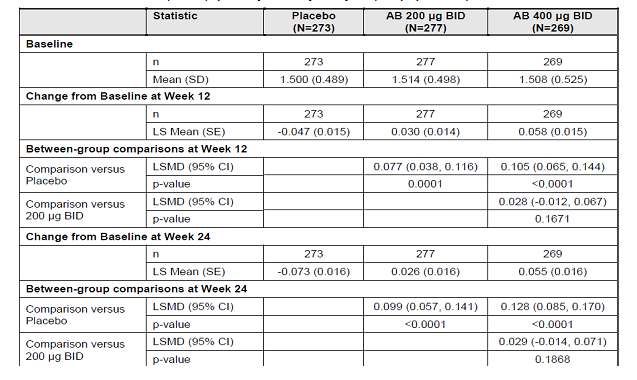 Statistic Placebo (N=273) AB 200 µg BID (N=277) AB 400 µg BID (N=269)
Baseline
n 273 277 269
Mean (SD) 1.500 (0.489) 1.514 (0.498) 1.508 (0.525)
Change from Baseline at Week 12
n 273 277 269
LS Mean (SE) -0.047 (0.015) 0.030 (0.014) 0.058 (0.015)
Between-group comparisons at Week 12
Comparison versus Placebo LSMD (95% CI) 0.077 (0.038, 0.116) 0.105 (0.065, 0.144)
p-value 0.0001 <0.0001
Comparison versus 200 µg BID LSMD (95% CI) 0.028 (-0.012, 0.067)
p-value 0.1671
Change from Baseline at Week 24
n 273 277 269
LS Mean (SE) -0.073 (0.016) 0.026 (0.016) 0.055 (0.016)
Between-group comparisons at Week 24
Comparison versus Placebo LSMD (95% CI) 0.099 (0.057, 0.141) 0.128 (0.085, 0.170)
p-value <0.0001 <0.0001
Comparison versus 200 µg BID LSMD (95% CI) 0.029 (-0.014, 0.071)
p-value 0.1868